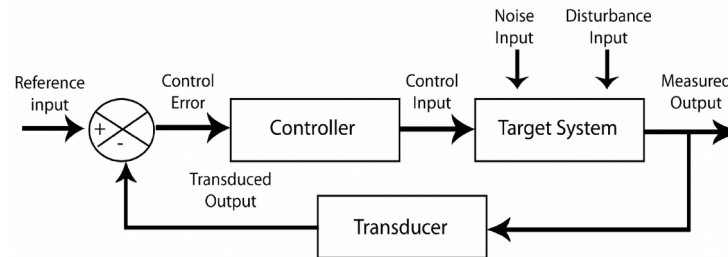 Noise
Input
Disturbance
Input
Reference
input
Control
Error
Control
Input
Measured
Output
+
-
Controller
Target System
Transduced
Output
Transducer